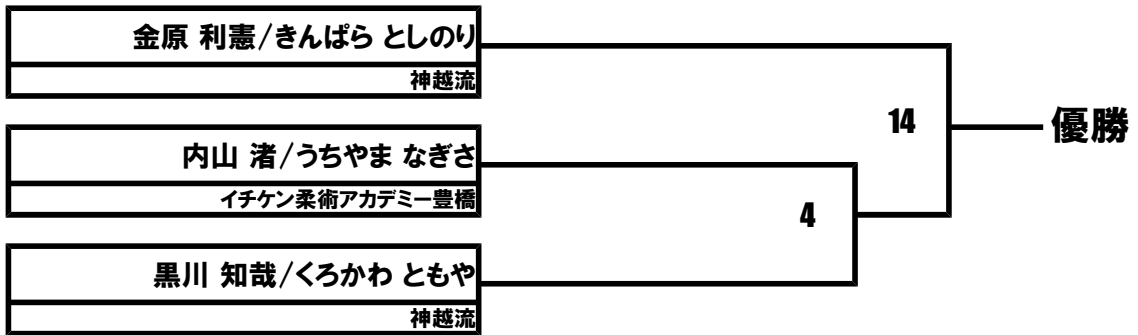 金原 利憲/きんぱら としのり
神越流
14
優勝
内山 渚/うちやま なぎさ
イチケン柔術アカデミー豊橋
4
黒川 知哉/くろかわ ともや
神越流